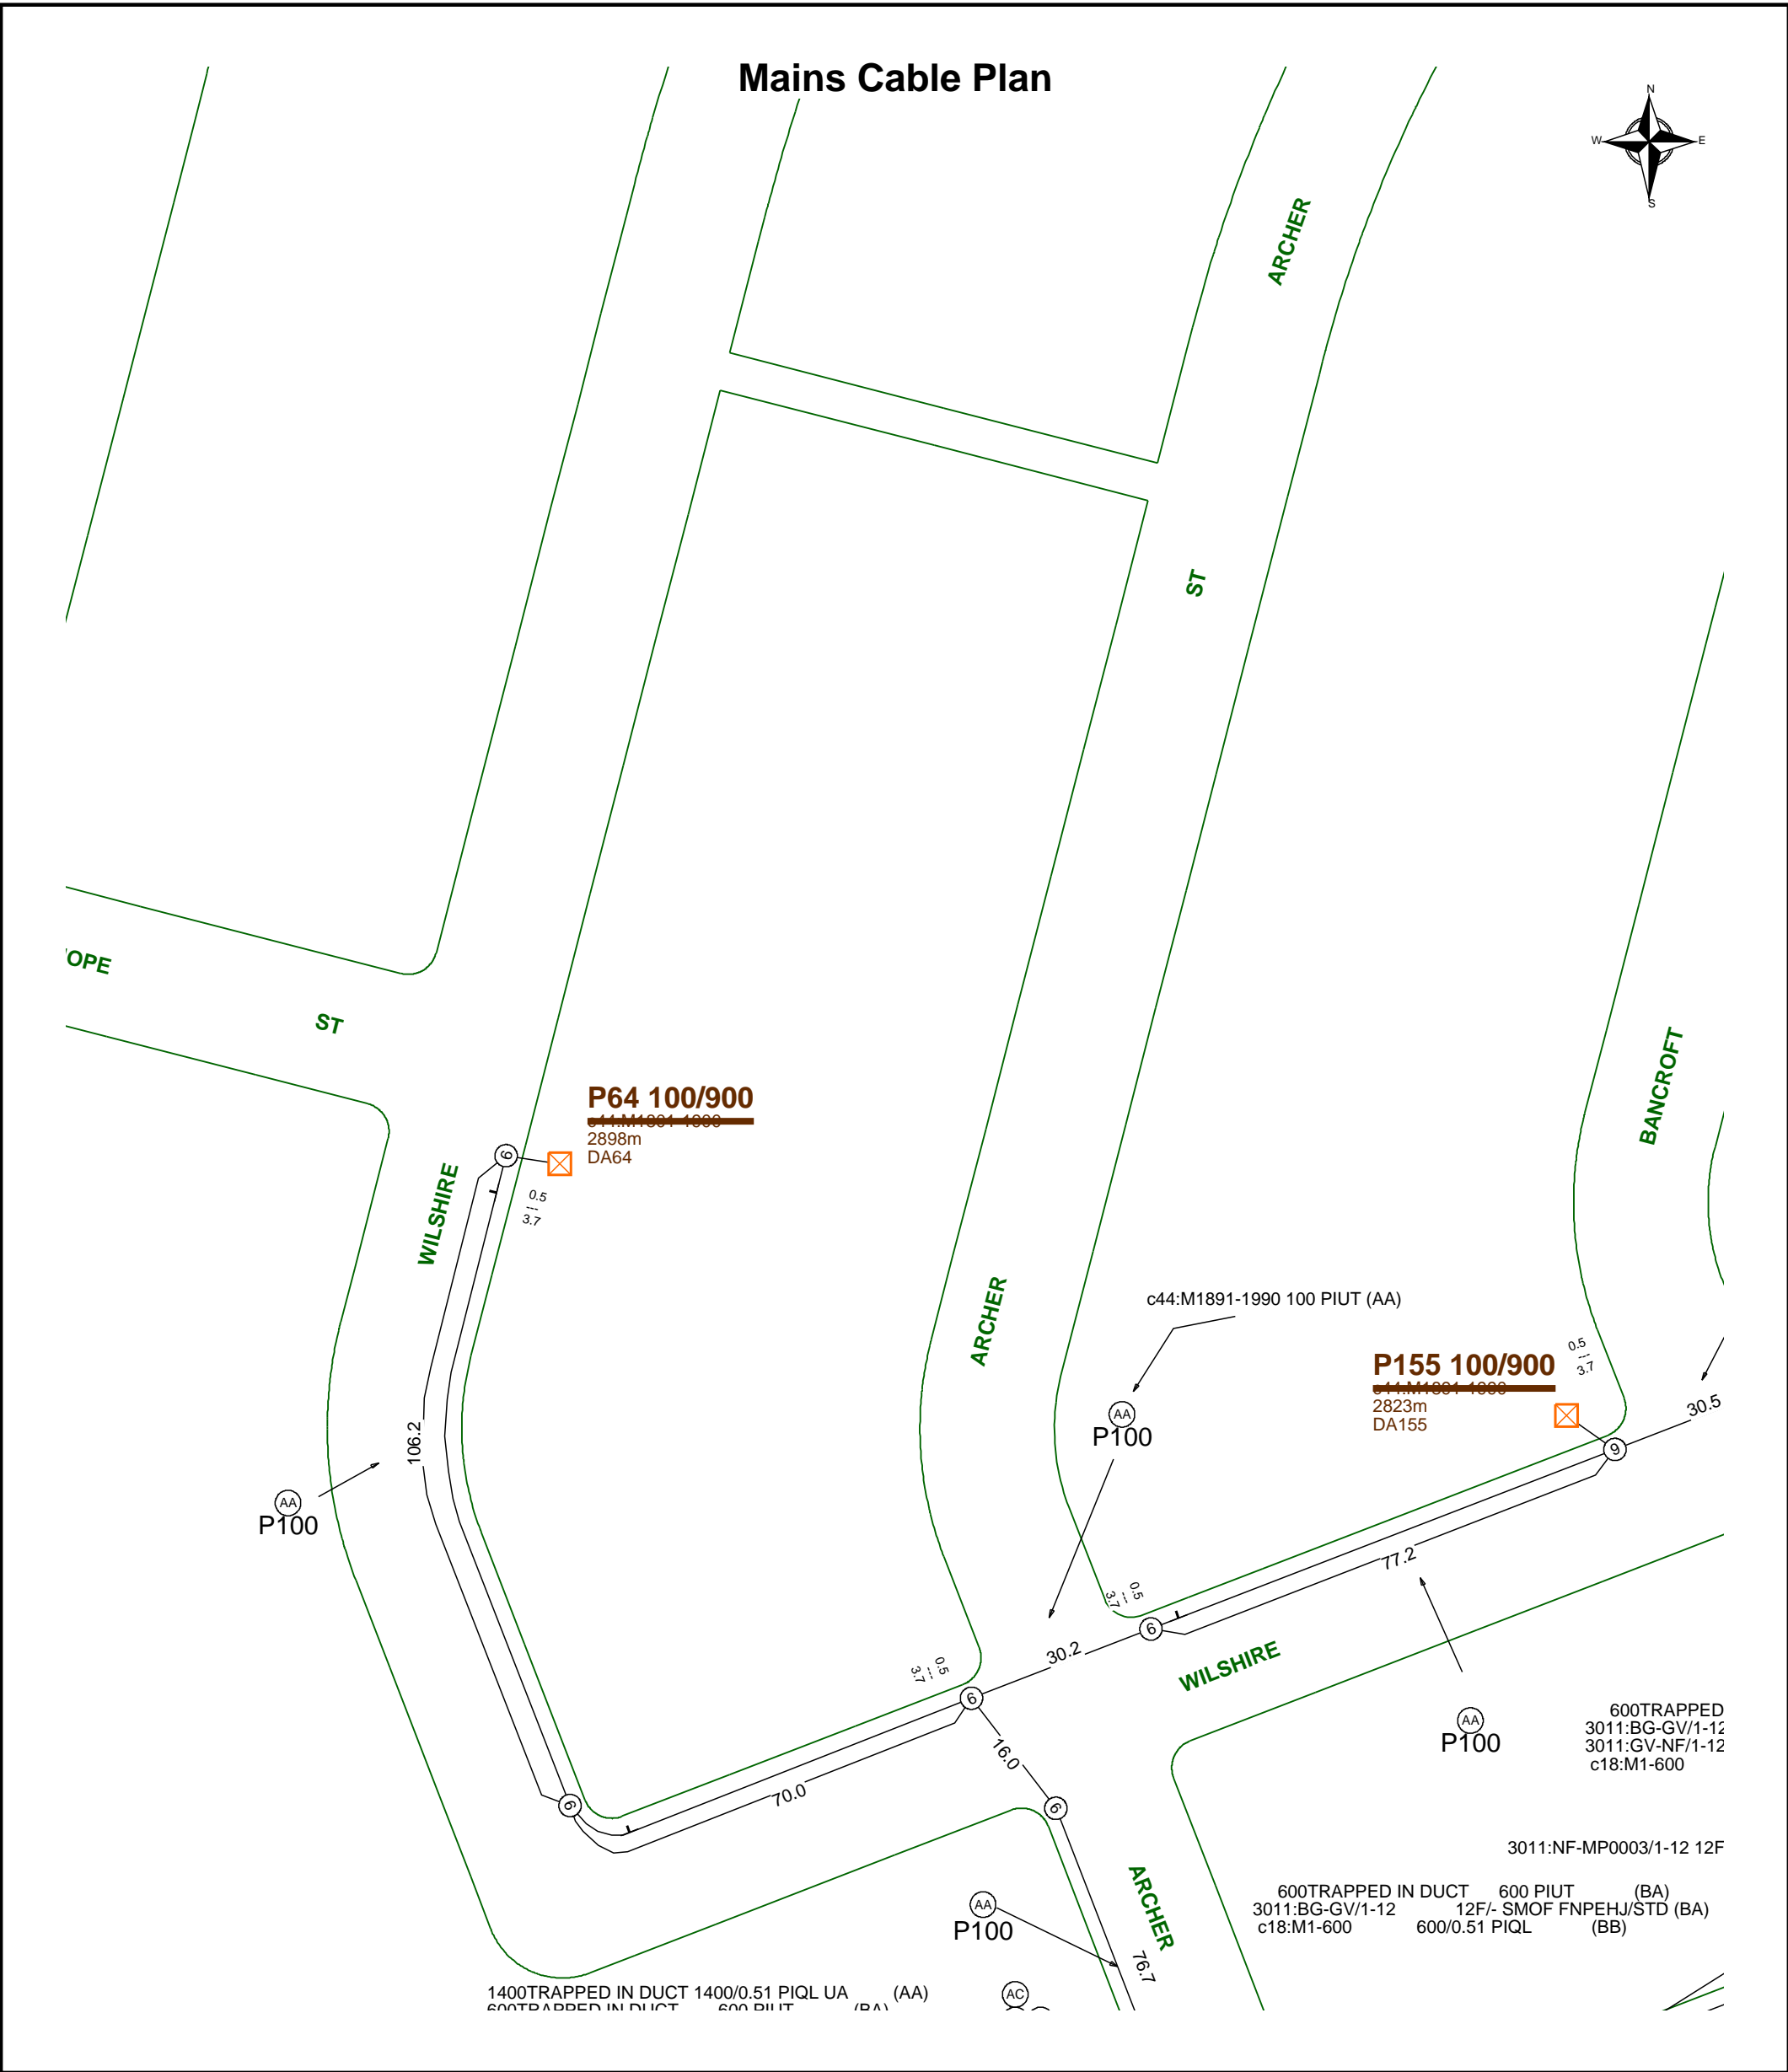 Mains Cable Plan
N
W
E
S
ARCHER
ST
OPE
ST
BANCROFT
P64 100/900
2898m
DA64
WILSHIRE
0.5
---
3.7
ARCHER
c44:M1891-1990 100 PIUT (AA)
P155 100/900
2823m
DA155
0.5
---
3.7
30.5
AA
P100
106.2
AA
P100
6
9
77.2
0.5
---
3.7
6
30.2
WILSHIRE
0.5
---
3.7
6
16.0
AA
P100
600TRAPPED
3011:BG-GV/1-12
3011:GV-NF/1-12
c18:M1-600
70.0
6
6
3011:NF-MP0003/1-12 12F
ARCHER
600TRAPPED IN DUCT 600 PIUT (BA)
3011:BG-GV/1-12 12F/- SMOF FNPEHJ/STD (BA)
c18:M1-600 600/0.51 PIQL (BB)
AA
P100
76.7
1400TRAPPED IN DUCT 1400/0.51 PIQL UA (AA)
AC
600TRAPPED IN DUCT 600 PIUT (BA)